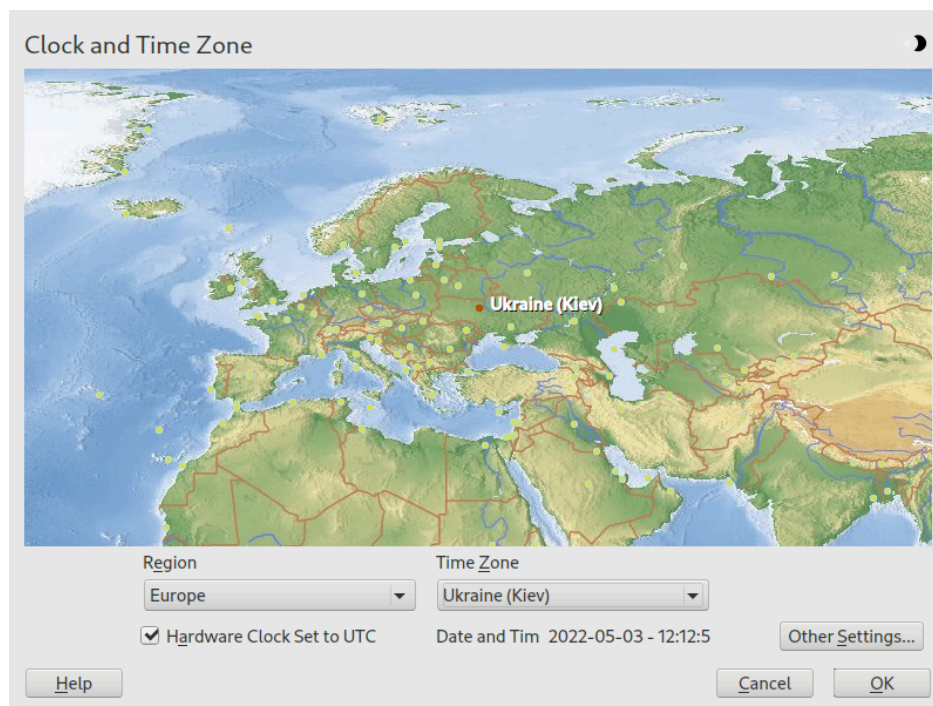 Clock and Time Zone
Ukraine (Kiev)
Region
Time Zone
Europe
Ukraine (Kiev)
Hardware Clock Set to UTC
Date and Tim 2022-05-03 - 12:12:5
Other Settings...
Help
Cancel
OK